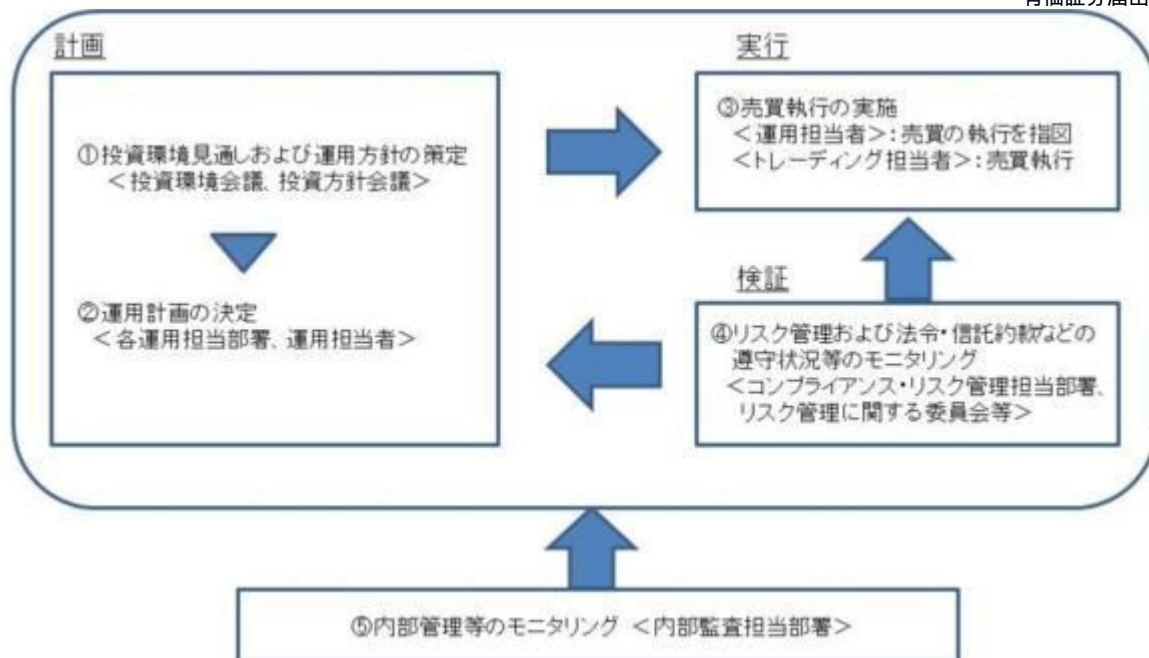 計画
①投資環境見通しおよび運用方針の策定
＜投資環境会議、投資方針会議＞
②運用計画の決定
＜各運用担当部署、運用担当者＞
実行
③売買執行の実施
＜運用担当者＞：売買の執行を指図
＜トレーディング担当者＞：売買執行
検証
④リスク管理および法令・信託約款などの
遵守状況等のモニタリング
＜コンプライアンス・リスク管理担当部署、
リスク管理に関する委員会等＞
⑤内部管理等のモニタリング ＜内部監査担当部署＞